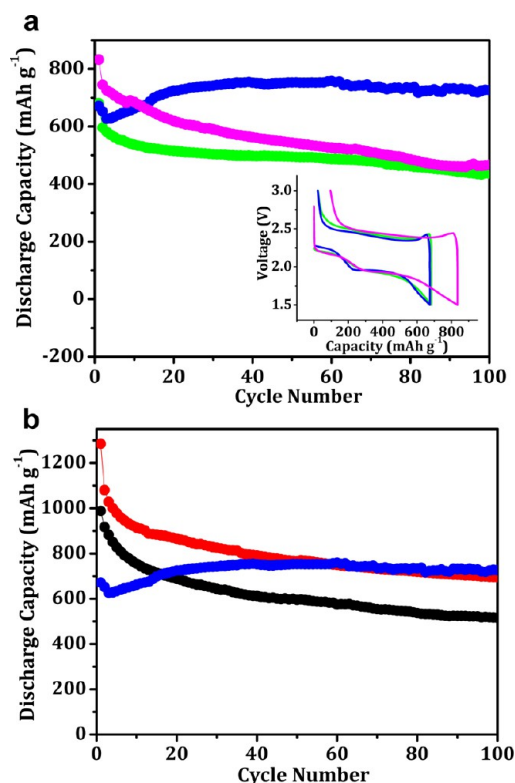 a
Discharge Capacity (mAh g⁻¹)
800
600
400
200
0
-200
0 20 40 60 80 100
Cycle Number
Voltage (V)
3.0
2.5
2.0
1.5
0 200 400 600 800
Capacity (mAh g⁻¹)
b
Discharge Capacity (mAh g⁻¹)
1200
1000
800
600
400
200
0
0 20 40 60 80 100
Cycle Number